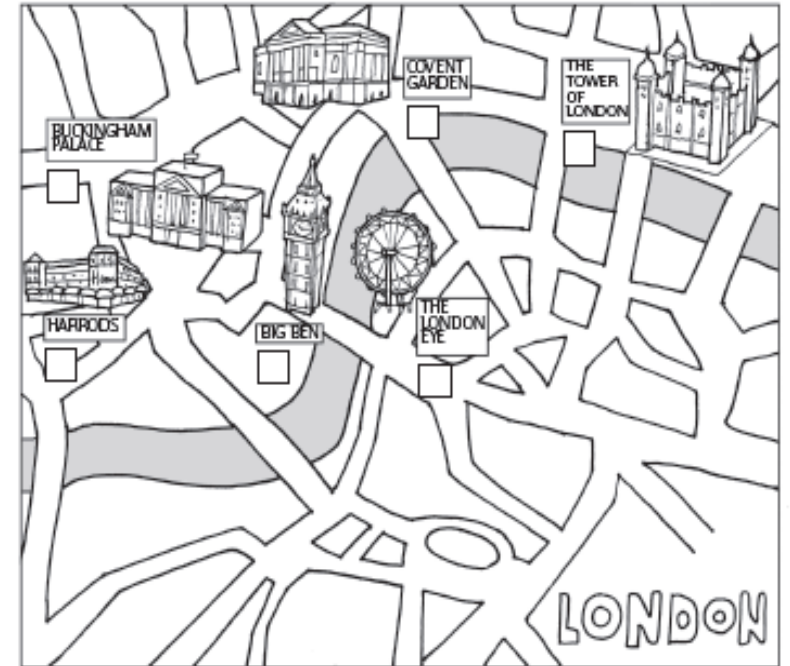 COVENT
GARDEN
THE
TOWER
OF
LONDON
BUCKINGHAM
PALACE
HARRODS
BIG BEN
THE
LONDON
EYE
LONDON